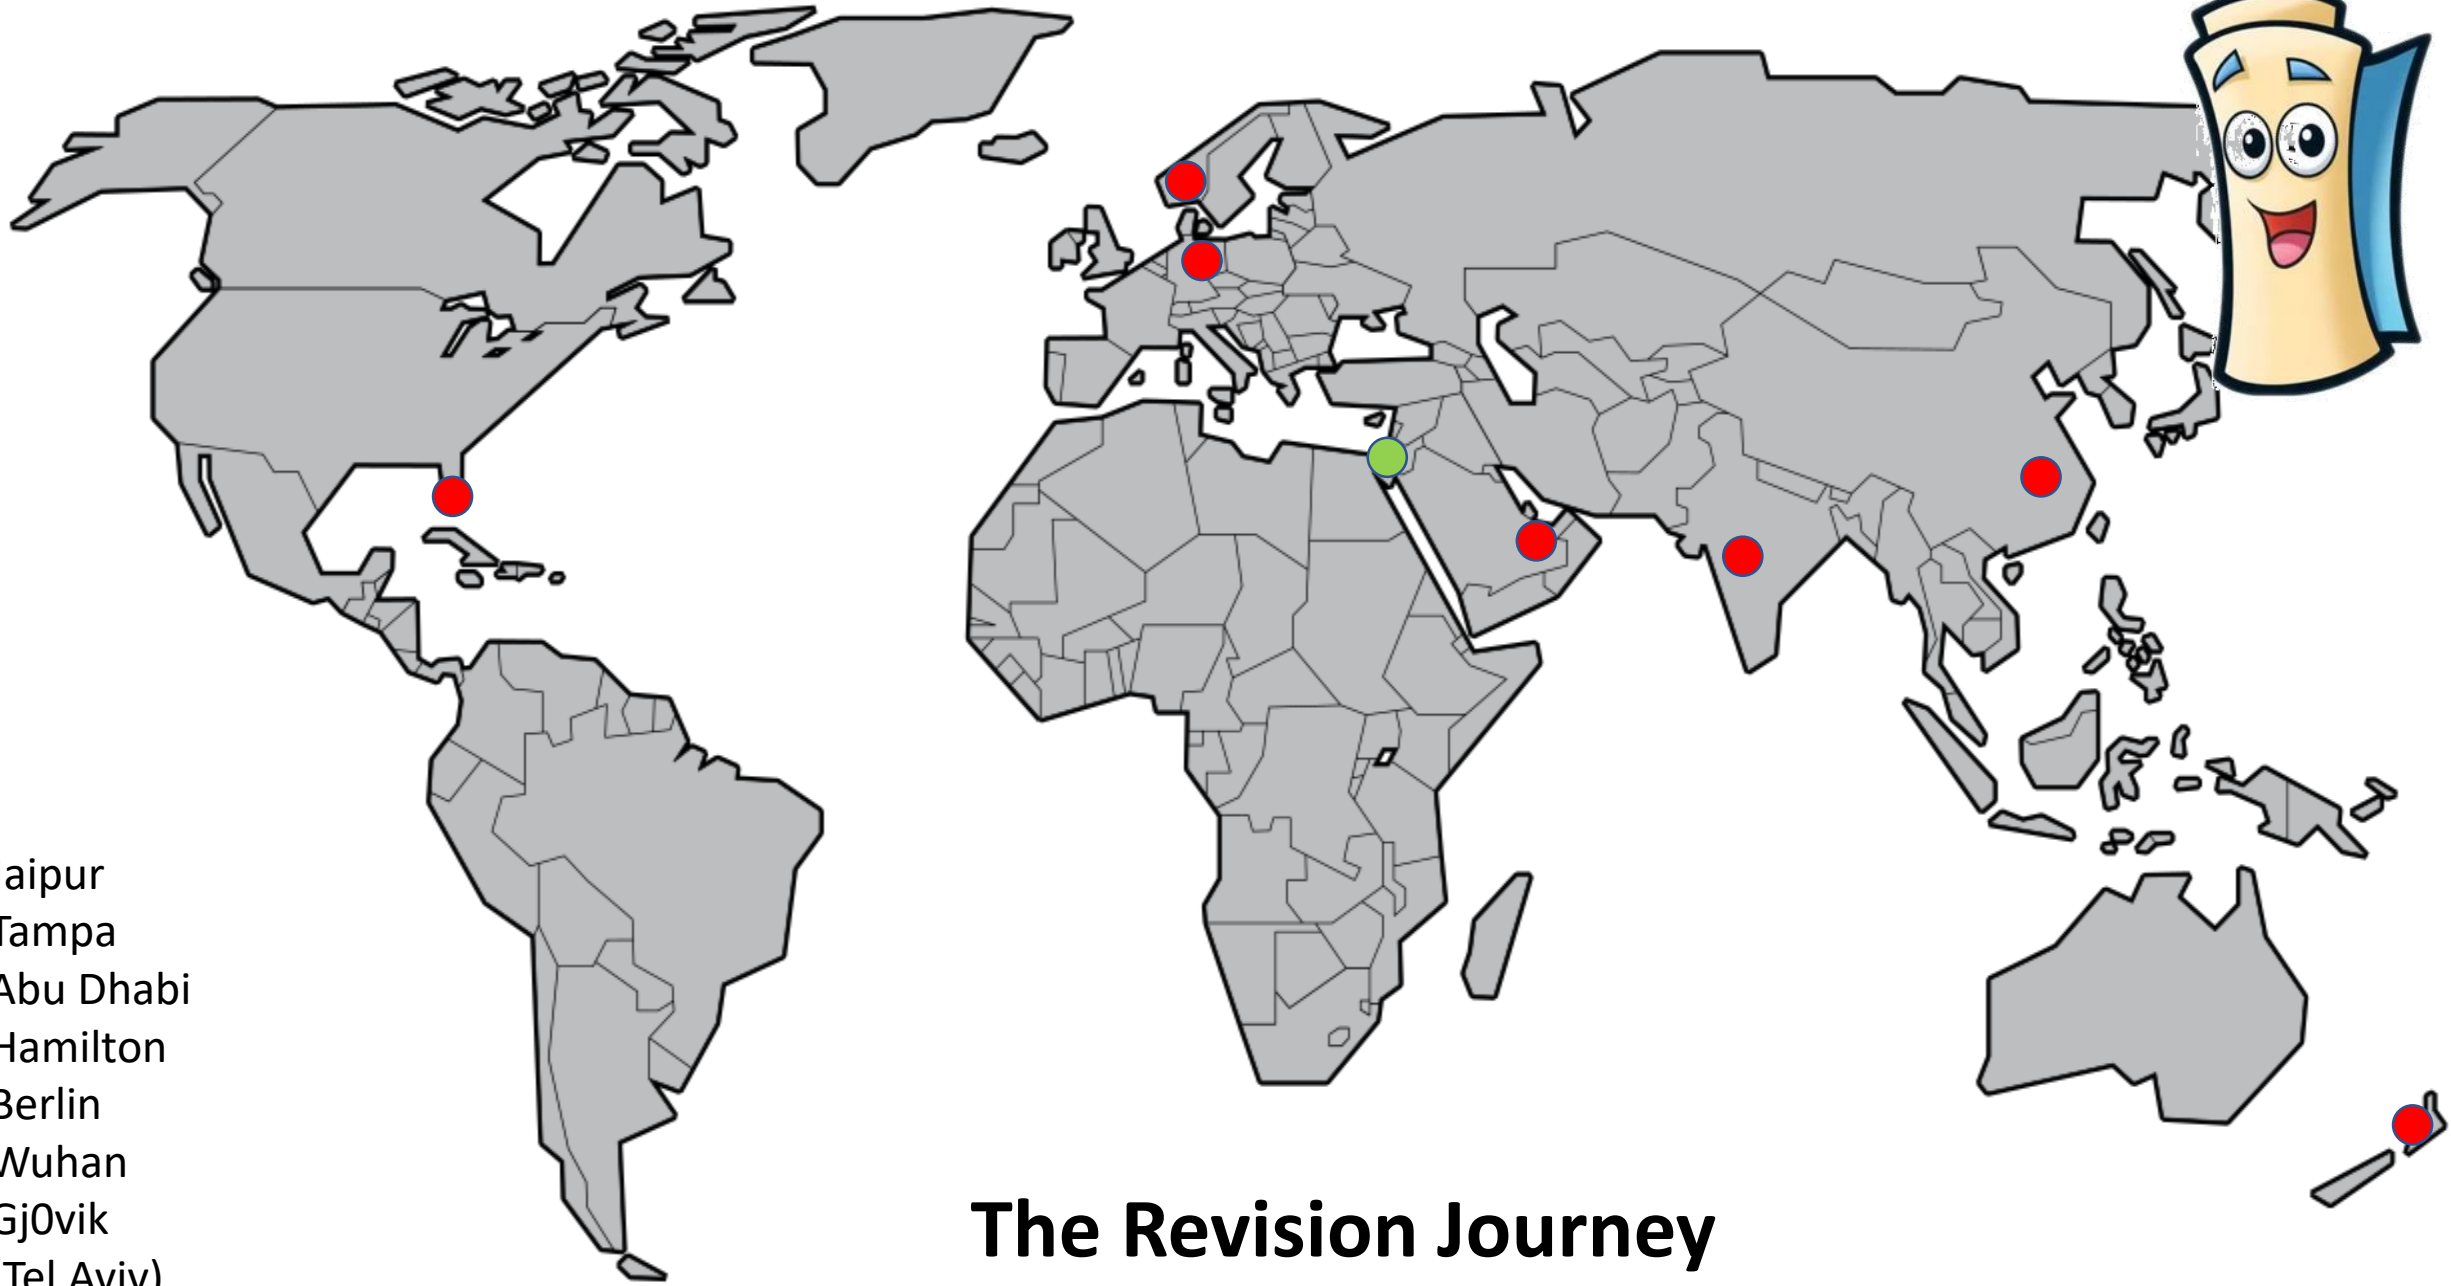 aipur
Tampa
Abu Dhabi
Hamilton
Berlin
Wuhan
Gj0vik
(Tel Aviv)
The Revision Journey